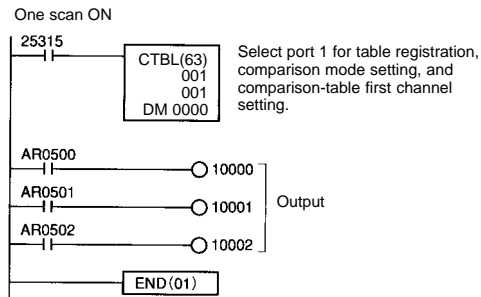 One scan ON
25315
CTBL(63)
001
001
DM 0000
Select port 1 for table registration,
comparison mode setting, and
comparison-table first channel
setting.
AR0500
10000
AR0501
10001
Output
AR0502
10002
END(01)